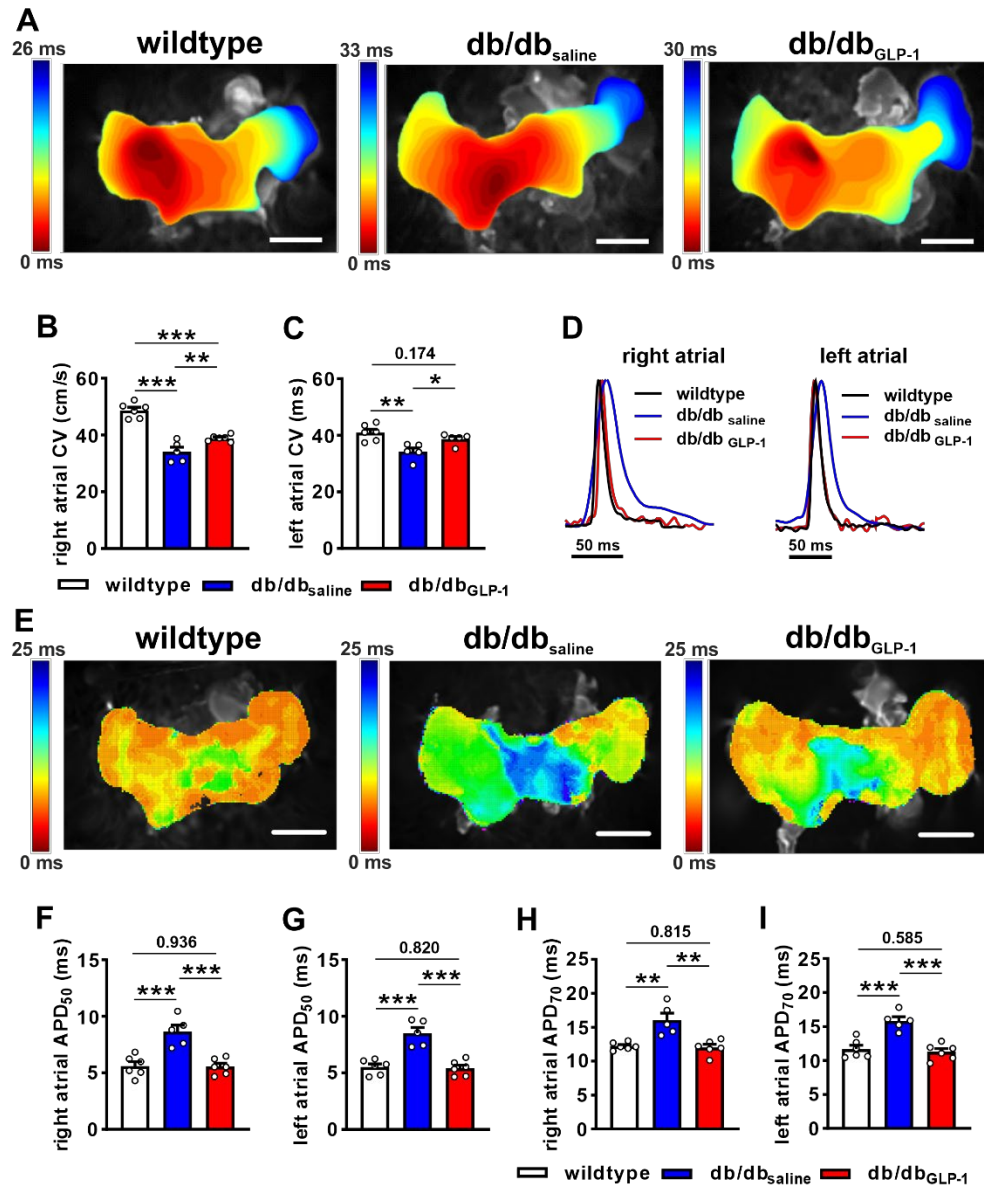 A
wildtype
db/db saline
db/db GLP-1
26 ms
33 ms
30 ms
0 ms
0 ms
0 ms
B
C
D
***
**
***
0.174
*
**
right atrial
left atrial
wildtype
db/db saline
db/db GLP-1
wildtype
db/db saline
db/db GLP-1
50 ms
50 ms
right atrial CV (cm/s)
60
40
20
0
left atrial CV (ms)
60
40
20
0
wildtype
db/db saline
db/db GLP-1
E
wildtype
db/db saline
db/db GLP-1
25 ms
25 ms
25 ms
0 ms
0 ms
0 ms
F
0.936
***
***
right atrial APD50 (ms)
15
10
5
0
G
0.820
***
***
left atrial APD50 (ms)
15
10
5
0
H
0.815
**
**
right atrial APD70 (ms)
25
20
15
10
5
0
I
0.585
***
***
left atrial APD70 (ms)
25
20
15
10
5
0
wildtype
db/db saline
db/db GLP-1